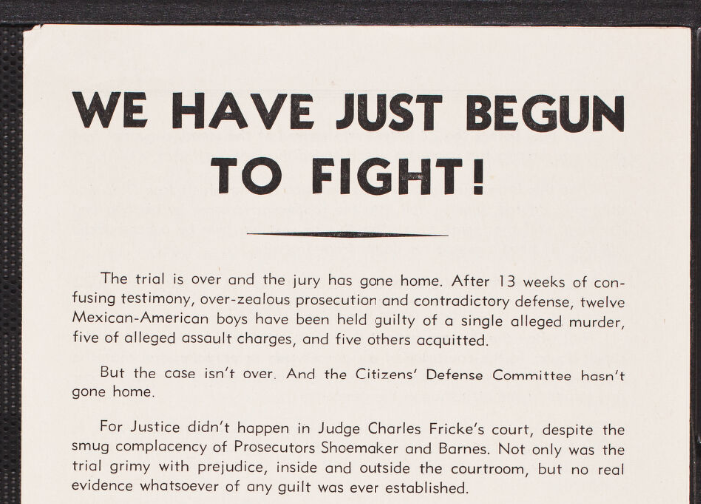 WE HAVE JUST BEGUN
TO FIGHT!
The trial is over and the jury has gone home. After 13 weeks of con-
fusing testimony, over-zealous prosecution and contradictory defense, twelve
Mexican-American boys have been held guilty of a single alleged murder,
five of alleged assault charges, and five others acquitted.
But the case isn't over. And the Citizens' Defense Committee hasn't
gone home.
For Justice didn't happen in Judge Charles Fricke's court, despite the
smug complacency of Prosecutors Shoemaker and Barnes. Not only was the
trial grimy with prejudice, inside and outside the courtroom, but no real
evidence whatsoever of any guilt was ever established.